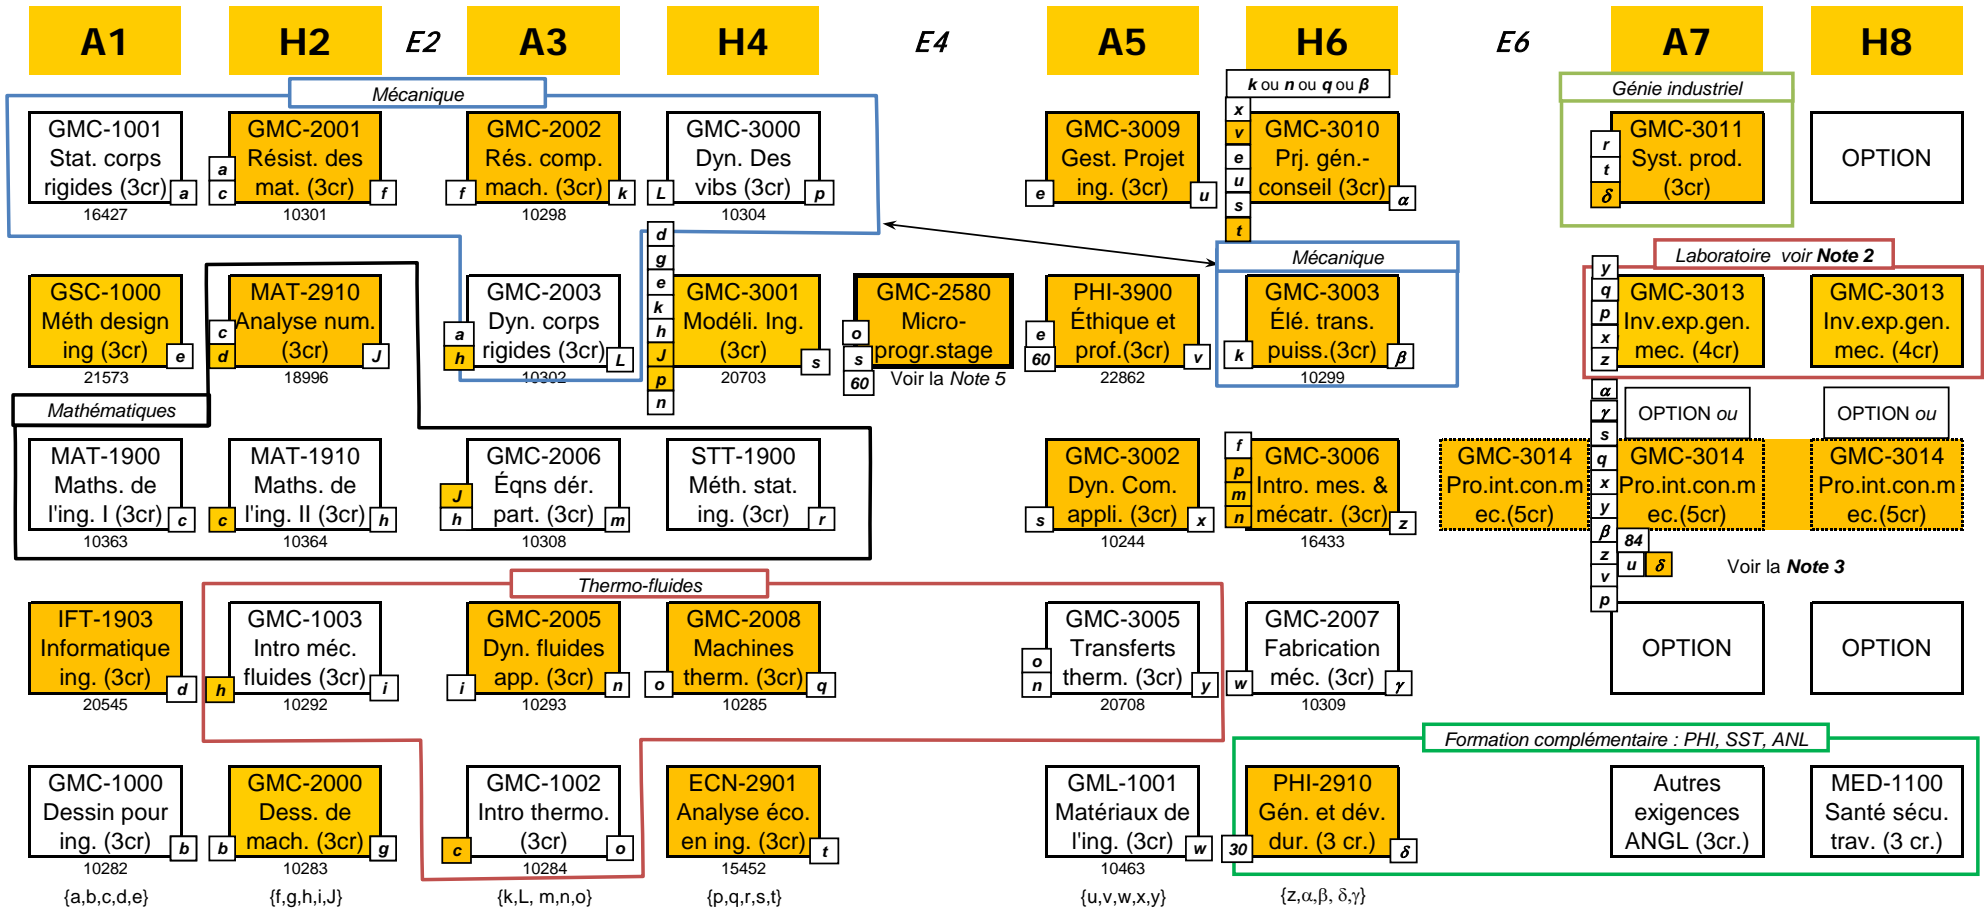 A1
H2
E2
A3
H4
E4
A5
H6
E6
A7
H8
Mécanique
k ou n ou q ou β
Génie industriel
GMC-1001
Stat. corps
rigides (3cr)
a
16427
a
c
GMC-2001
Résist. des
mat. (3cr)
f
10301
f
GMC-2002
Rés. comp.
mach. (3cr)
k
10298
L
GMC-3000
Dyn. Des
vibs (3cr)
p
10304
e
GMC-3009
Gest. Projet
ing. (3cr)
u
x
v
e
u
s
t
GMC-3010
Prj. gén.-
conseil (3cr)
α
r
t
δ
GMC-3011
Syst. prod.
(3cr)
OPTION
Mécanique
Laboratoire voir Note 2
GSC-1000
Méth design
ing (3cr)
e
21573
c
d
MAT-2910
Analyse num.
(3cr)
J
18996
a
h
GMC-2003
Dyn. corps
rigides (3cr)
L
10302
d
g
e
k
h
J
p
n
GMC-3001
Modéli. Ing.
(3cr)
s
20703
o
s
60
GMC-2580
Micro-
progr.stage
Voir la Note 5
e
60
PHI-3900
Éthique et
prof.(3cr)
v
22862
k
GMC-3003
Élé. trans.
puiss.(3cr)
β
10299
y
q
p
x
z
GMC-3013
Inv.exp.gen.
mec. (4cr)
GMC-3013
Inv.exp.gen.
mec. (4cr)
Mathématiques
MAT-1900
Maths. de
l'ing. I (3cr)
c
10363
c
MAT-1910
Maths. de
l'ing. II (3cr)
h
10364
J
h
GMC-2006
Éqns dér.
part. (3cr)
m
10308
STT-1900
Méth. stat.
ing. (3cr)
r
s
GMC-3002
Dyn. Com.
appli. (3cr)
x
10244
f
p
m
n
GMC-3006
Intro. mes. &
mécatr. (3cr)
z
16433
GMC-3014
Pro.int.con.m
ec.(5cr)
α
γ
s
q
x
y
β
z
v
p
84
u
δ
OPTION ou
GMC-3014
Pro.int.con.m
ec.(5cr)
OPTION ou
GMC-3014
Pro.int.con.m
ec.(5cr)
Voir la Note 3
Thermo-fluides
IFT-1903
Informatique
ing. (3cr)
d
20545
h
GMC-1003
Intro méc.
fluides (3cr)
i
10292
i
GMC-2005
Dyn. fluides
app. (3cr)
n
10293
o
GMC-2008
Machines
therm. (3cr)
q
10285
o
n
GMC-3005
Transferts
therm. (3cr)
y
20708
w
GMC-2007
Fabrication
méc. (3cr)
γ
10309
OPTION
OPTION
Formation complémentaire : PHI, SST, ANL
GMC-1000
Dessin pour
ing. (3cr)
b
10282
b
GMC-2000
Dess. de
mach. (3cr)
g
10283
c
GMC-1002
Intro thermo.
(3cr)
o
10284
ECN-2901
Analyse éco.
en ing. (3cr)
t
15452
GML-1001
Matériaux de
l'ing. (3cr)
w
10463
30
PHI-2910
Gén. et dév.
dur. (3 cr.)
δ
Autres
exigences
ANGL (3cr.)
MED-1100
Santé sécu.
trav. (3 cr.)
{a,b,c,d,e}
{f,g,h,i,J}
{k,L, m,n,o}
{p,q,r,s,t}
{u,v,w,x,y}
{z,α,β, δ,γ}